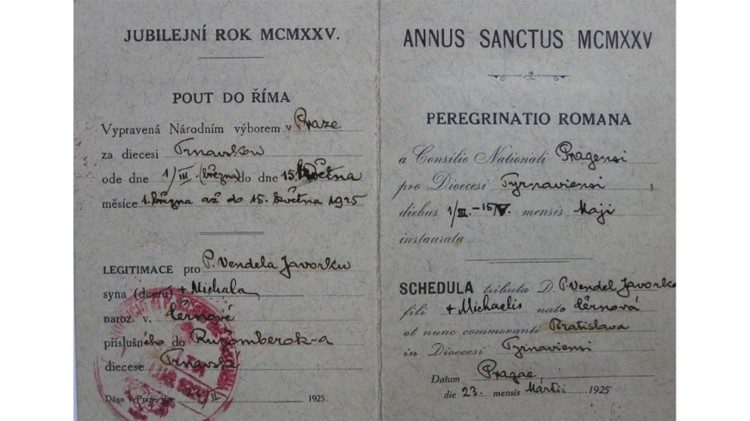 JUBILEJNÍ ROK MCMXXV.
POUT DO ŘÍMA
Vypravená Národním výborem v Praze
za diecesi Trnavskou
ode dne 1/III. (března) do dne 15. května
měsíce 1. března až do 15. května 1925
LEGITIMACE pro P. Vendela Javorku
syna (dceru) + Michala
naroz. v Černové
příslušného do Ružomberok-a
diecese Trnavské
Dáno v Praze, dne 1925.
ANNUS SANCTUS MCMXXV
PEREGRINATIO ROMANA
a Consilio Nationali Pragensi
pro Dioecesi Tyrnaviensi
diebus 1/III.-15/V. mensis Maji
instaurata
SCHEDULA tributa D. P. Vendel Javorka
filii + Michaelis nato Černová
et nunc commoranti Bratislava
in Dioecesi Tyrnaviensi
Datum Pragae,
die 23. mensis Martii 1925